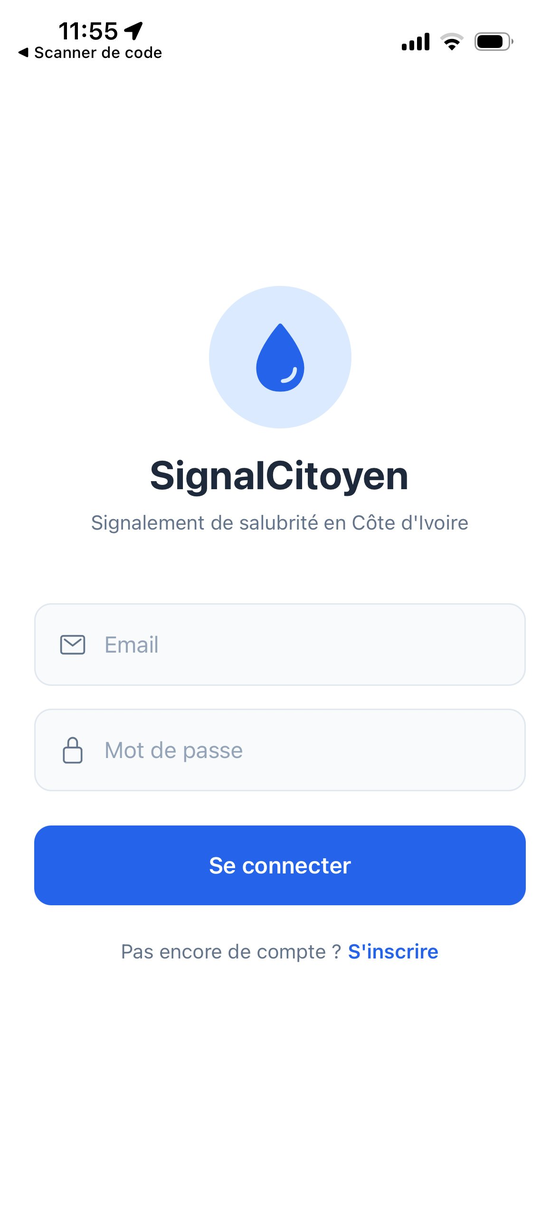 11:55
◀ Scanner de code
SignalCitoyen
Signalement de salubrité en Côte d'Ivoire
Email
Mot de passe
Se connecter
Pas encore de compte ? S'inscrire